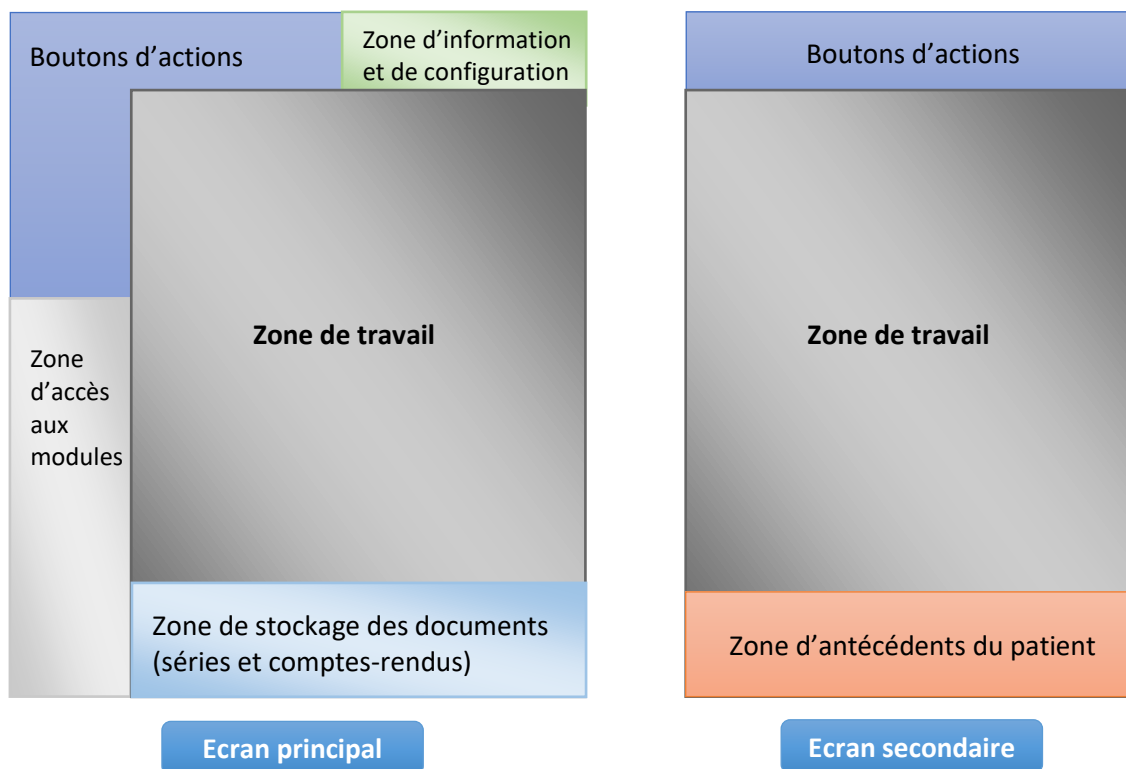 Boutons d’actions
Zone d’information
et de configuration
Zone de travail
Zone
d’accès
aux
modules
Zone de stockage des documents
(séries et comptes-rendus)
Ecran principal
Boutons d’actions
Zone de travail
Zone d’antécédents du patient
Ecran secondaire